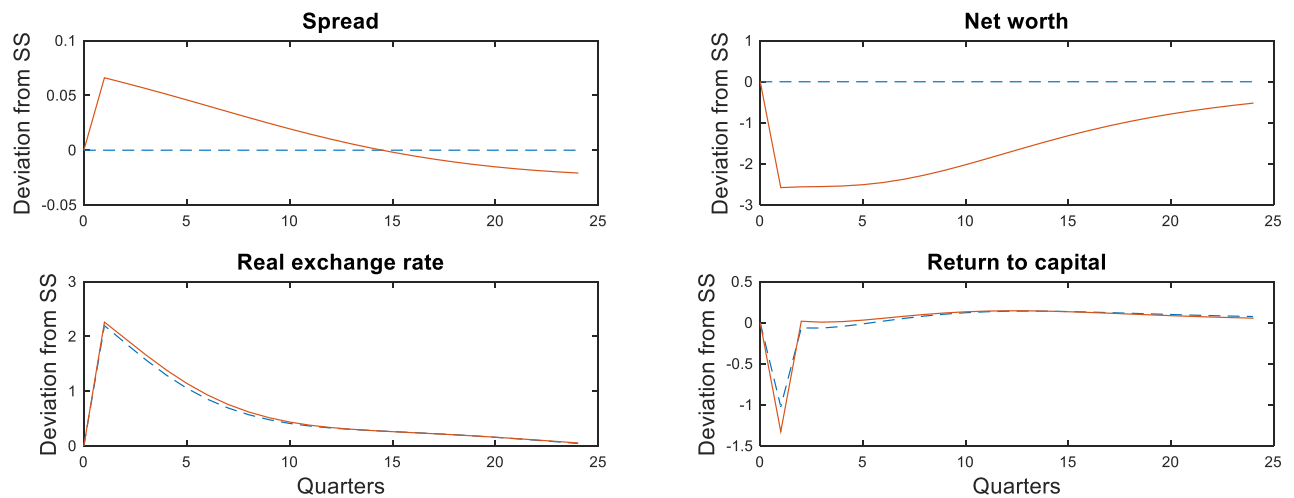 Spread
Deviation from SS
0.1
0.05
0
-0.05
0 5 10 15 20 25
Net worth
Deviation from SS
1
0
-1
-2
-3
0 5 10 15 20 25
Real exchange rate
Deviation from SS
3
2
1
0
0 5 10 15 20 25
Quarters
Return to capital
Deviation from SS
0.5
0
-0.5
-1
-1.5
0 5 10 15 20 25
Quarters